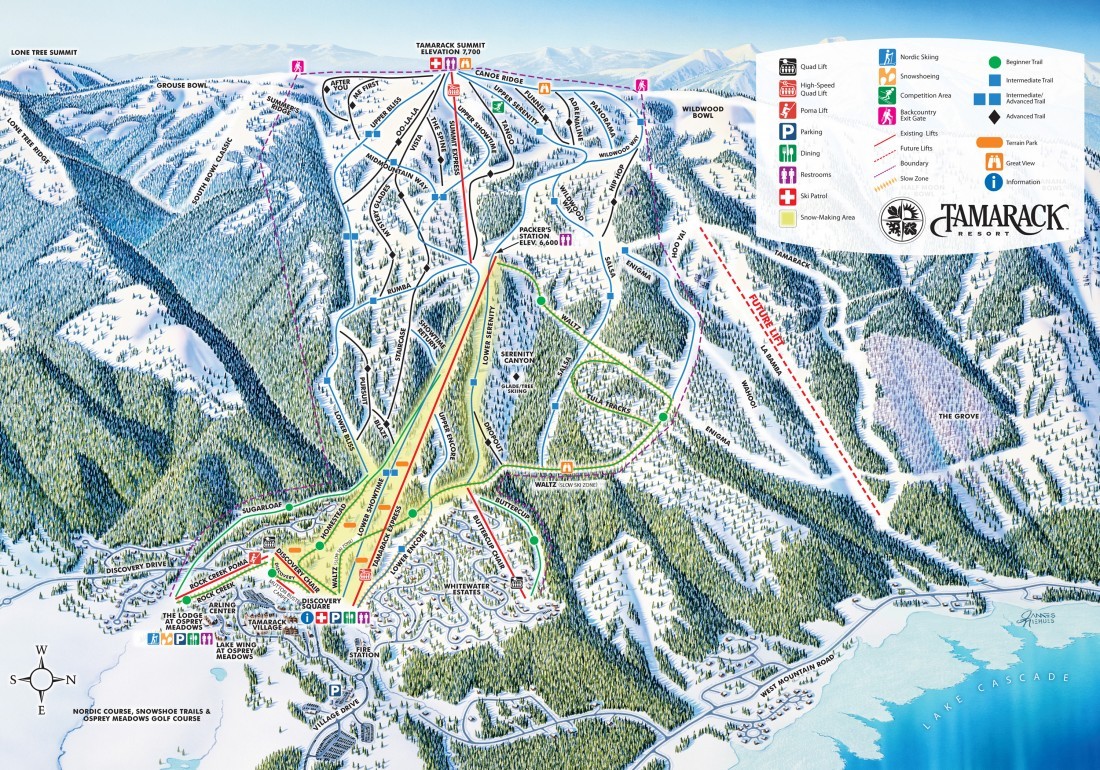 LONE TREE SUMMIT
TAMARACK SUMMIT
ELEVATION 7,700
GROUSE BOWL
SUMMERS RIDGE
AFTER
YOU
ME FIRST
UPPER BLISS
OO-LA-LA
VISTA
THE SPINE
SUMMIT EXPRESS
UPPER SHOWTIME
TANGO
UPPER SERENITY
CANOE RIDGE
FUNNEL
ADRENALINE
PANORAMA
WILDWOOD
BOWL
LONE TREE RIDGE
SOUTH BOWL CLASSIC
MIDMOUNTAIN WAY
WILDWOOD WAY
WILDWOOD
WAY
HIP HOP
GLADES
MYSTERY
PACKER'S
STATION
ELEV. 6,600
HOO YAI
TAMARACK
RUMBA
SALSA
ENIGMA
FUTURE LIFT
LA BAMBA
WALTZ
SHOWTIME
RETURN
STAIRCASE
LOWER SERENITY
SERENITY
CANYON
GLADE/TREE
SKIING
SALSA
TULA TRACKS
WAHOO!
THE GROVE
PURSUIT
BLAZE
LOWER BLISS
UPPER ENCORE
DROPOUT
ENIGMA
WALTZ (SLOW SKI ZONE)
SUGARLOAF
HOMESTEAD
LOWER SHOWTIME
TAMARACK EXPRESS
BUTTERCUP
BUTTERCUP CHAIR
LOWER ENCORE
WALTZ
DISCOVERY DRIVE
ROCK CREEK POMA
ROCK CREEK
DISCOVERY CHAIR
DISCOVERY
WHITEWATER
ESTATES
THE LODGE
AT OSPREY
MEADOWS
ARLING
CENTER
TAMARACK
VILLAGE
DISCOVERY
SQUARE
LAKE WING
AT OSPREY
MEADOWS
FIRE
STATION
P
VILLAGE DRIVE
WEST MOUNTAIN ROAD
LAKE CASCADE
W
S N
E
NORDIC COURSE, SNOWSHOE TRAILS &
OSPREY MEADOWS GOLF COURSE
Quad Lift
High-Speed
Quad Lift
Poma Lift
P Parking
Dining
Restrooms
Ski Patrol
Snow-Making Area
Nordic Skiing
Snowshoeing
Competition Area
Backcountry
Exit Gate
Existing Lifts
Future Lifts
Boundary
Slow Zone
Beginner Trail
Intermediate Trail
Intermediate/
Advanced Trail
Advanced Trail
Terrain Park
Great View
i Information
TAMARACK
RESORT